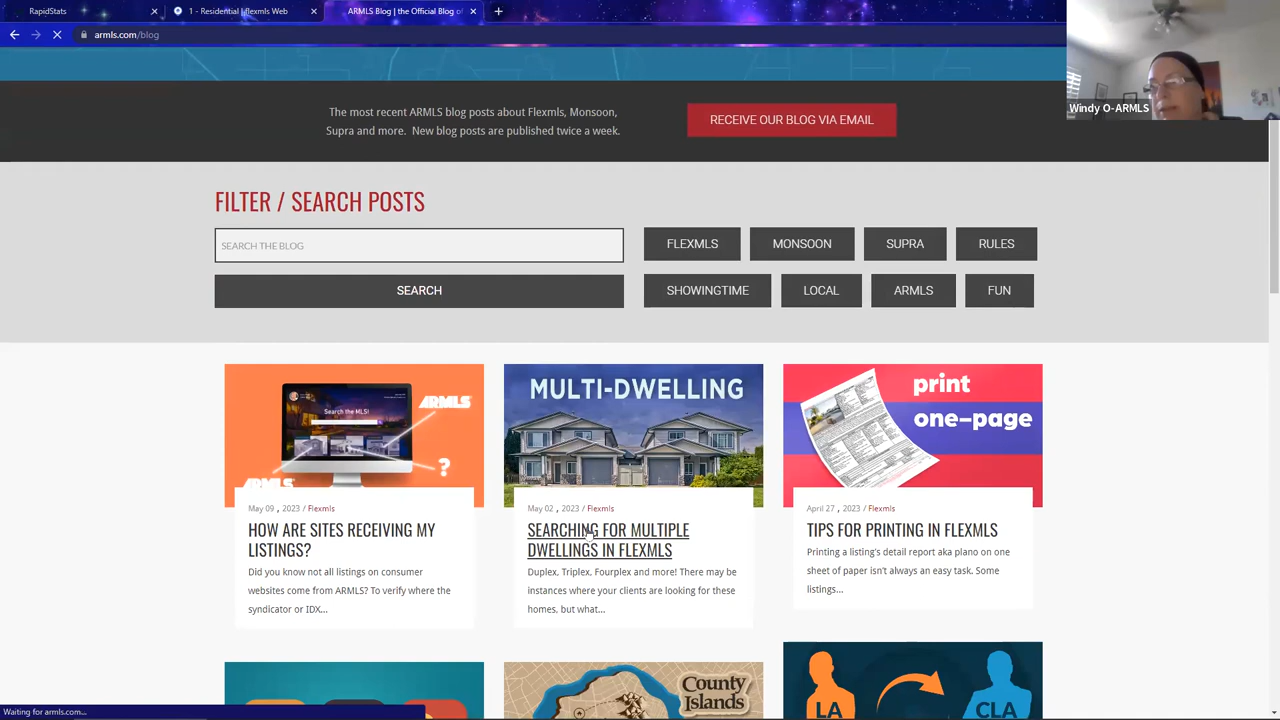 RapidStats
1 - Residential | flexmls Web
ARMLS Blog | the Official Blog of
armls.com/blog
Windy O-ARMLS
The most recent ARMLS blog posts about Flexmls, Monsoon,
Supra and more. New blog posts are published twice a week.
RECEIVE OUR BLOG VIA EMAIL
FILTER / SEARCH POSTS
SEARCH THE BLOG
SEARCH
FLEXMLS
MONSOON
SUPRA
RULES
SHOWINGTIME
LOCAL
ARMLS
FUN
Search the MLS!
ARMLS
?
ARMLS
May 09 , 2023 / Flexmls
HOW ARE SITES RECEIVING MY
LISTINGS?
Did you know not all listings on consumer
websites come from ARMLS? To verify where the
syndicator or IDX...
MULTI-DWELLING
May 02 , 2023 / Flexmls
SEARCHING FOR MULTIPLE
DWELLINGS IN FLEXMLS
Duplex, Triplex, Fourplex and more! There may be
instances where your clients are looking for these
homes, but what...
print
one-page
April 27 , 2023 / Flexmls
TIPS FOR PRINTING IN FLEXMLS
Printing a listing's detail report aka plano on one
sheet of paper isn't always an easy task. Some
listings...
County
Islands
LA
CLA
Waiting for armls.com...